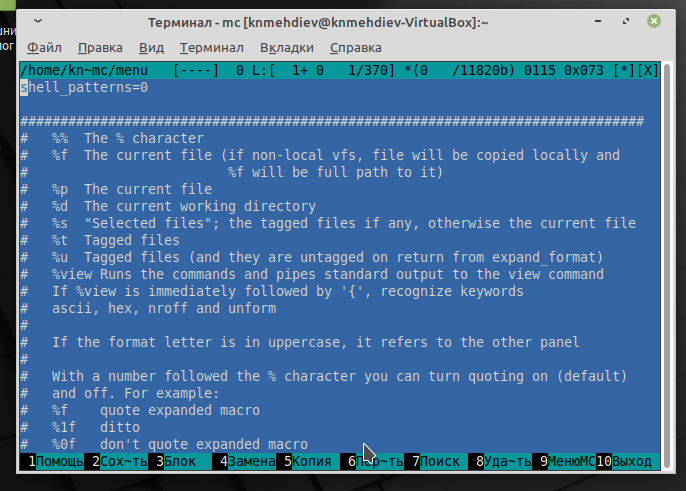 Терминал - mc [knmehdiev@knmehdiev-VirtualBox]:~
Файл Правка Вид Терминал Вкладки Справка
/home/kn~mc/menu [----] 0 L:[ 1+ 0 1/370] *(0 /11820b) 0115 0x073 [*][X]
shell_patterns=0
##############################################################################
# %% The % character
# %f The current file (if non-local vfs, file will be copied locally and
# %f will be full path to it)
# %p The current file
# %d The current working directory
# %s "Selected files"; the tagged files if any, otherwise the current file
# %t Tagged files
# %u Tagged files (and they are untagged on return from expand_format)
# %view Runs the commands and pipes standard output to the view command
# If %view is immediately followed by '{', recognize keywords
# ascii, hex, nroff and unform
#
# If the format letter is in uppercase, it refers to the other panel
#
# With a number followed the % character you can turn quoting on (default)
# and off. For example:
# %f quote expanded macro
# %1f ditto
# %0f don't quote expanded macro
1Помощь 2Сох~ть 3Блок 4Замена 5Копия 6Пер~ть 7Поиск 8Уда~ть 9МенюMC 10Выход